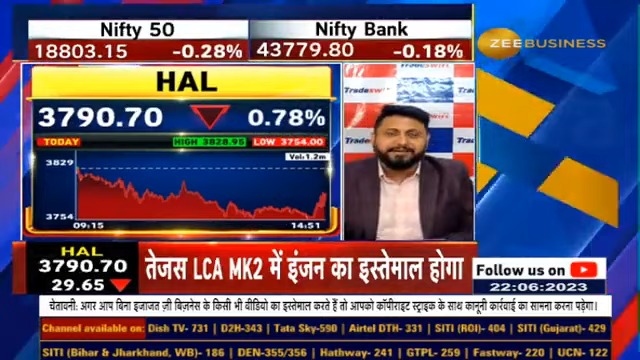 Nifty 50
18803.15 -0.28%
Nifty Bank
43779.80 -0.18%
ZEEBUSINESS
HAL
3790.70 0.78%
TODAY HIGH 3828.95 LOW 3754.00
Vol:1.2m
3829
3754
09:15 14:51
Tradeswift
HAL
3790.70
29.65
तेजस LCA MK2 में इंजन का इस्तेमाल होगा
Follow us on
22:06:2023
चेतावनी: अगर आप बिना इजाजत ज़ी बिज़नेस के किसी भी वीडियो का इस्तेमाल करते हैं तो आपको कॉपीराइट स्ट्राइक के साथ कानूनी कार्रवाई का सामना करना पड़ेगा।
Channel available on: Dish TV- 731 | D2H-343 | Tata Sky-590 | Airtel DTH- 331 | SITI (ROI) - 404 | SITI (Gujarat) - 429
SITI (Bihar & Jharkhand, WB) -186 | DEN-355/356 | Hathway-241 | GTPL-259 | Fastway-220 | UCN-122